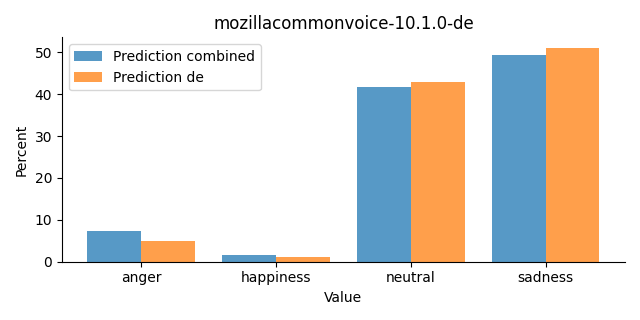 mozillacommonvoice-10.1.0-de
Prediction combined
Prediction de
Percent
50
40
30
20
10
0
anger happiness neutral sadness
Value